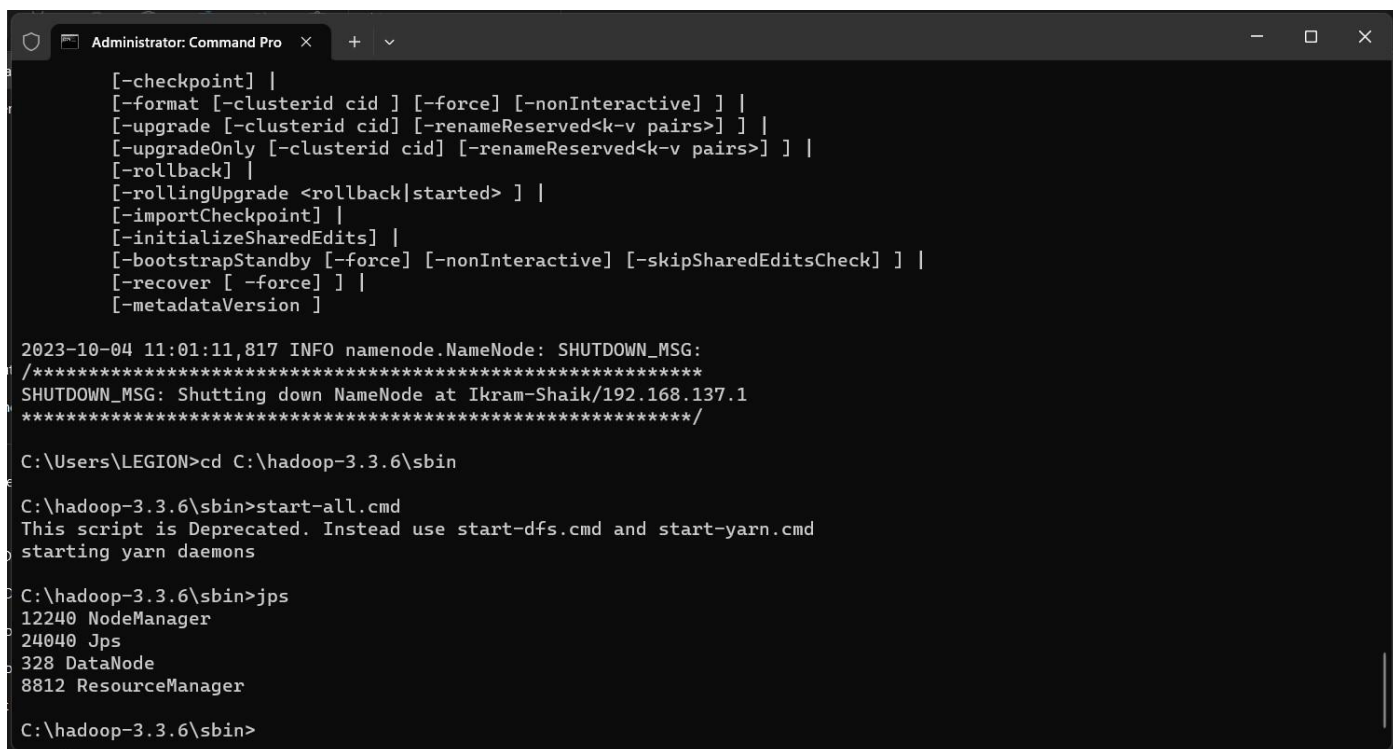 Administrator: Command Pro
[-checkpoint] |
[-format [-clusterid cid ] [-force] [-nonInteractive] ] |
[-upgrade [-clusterid cid] [-renameReserved<k-v pairs>] ] |
[-upgradeOnly [-clusterid cid] [-renameReserved<k-v pairs>] ] |
[-rollback] |
[-rollingUpgrade <rollback|started> ] |
[-importCheckpoint] |
[-initializeSharedEdits] |
[-bootstrapStandby [-force] [-nonInteractive] [-skipSharedEditsCheck] ] |
[-recover [ -force] ] |
[-metadataVersion ]
2023-10-04 11:01:11,817 INFO namenode.NameNode: SHUTDOWN_MSG:
/************************************************************
SHUTDOWN_MSG: Shutting down NameNode at Ikram-Shaik/192.168.137.1
************************************************************/
C:\Users\LEGION>cd C:\hadoop-3.3.6\sbin
C:\hadoop-3.3.6\sbin>start-all.cmd
This script is Deprecated. Instead use start-dfs.cmd and start-yarn.cmd
starting yarn daemons
C:\hadoop-3.3.6\sbin>jps
12240 NodeManager
24040 Jps
328 DataNode
8812 ResourceManager
C:\hadoop-3.3.6\sbin>